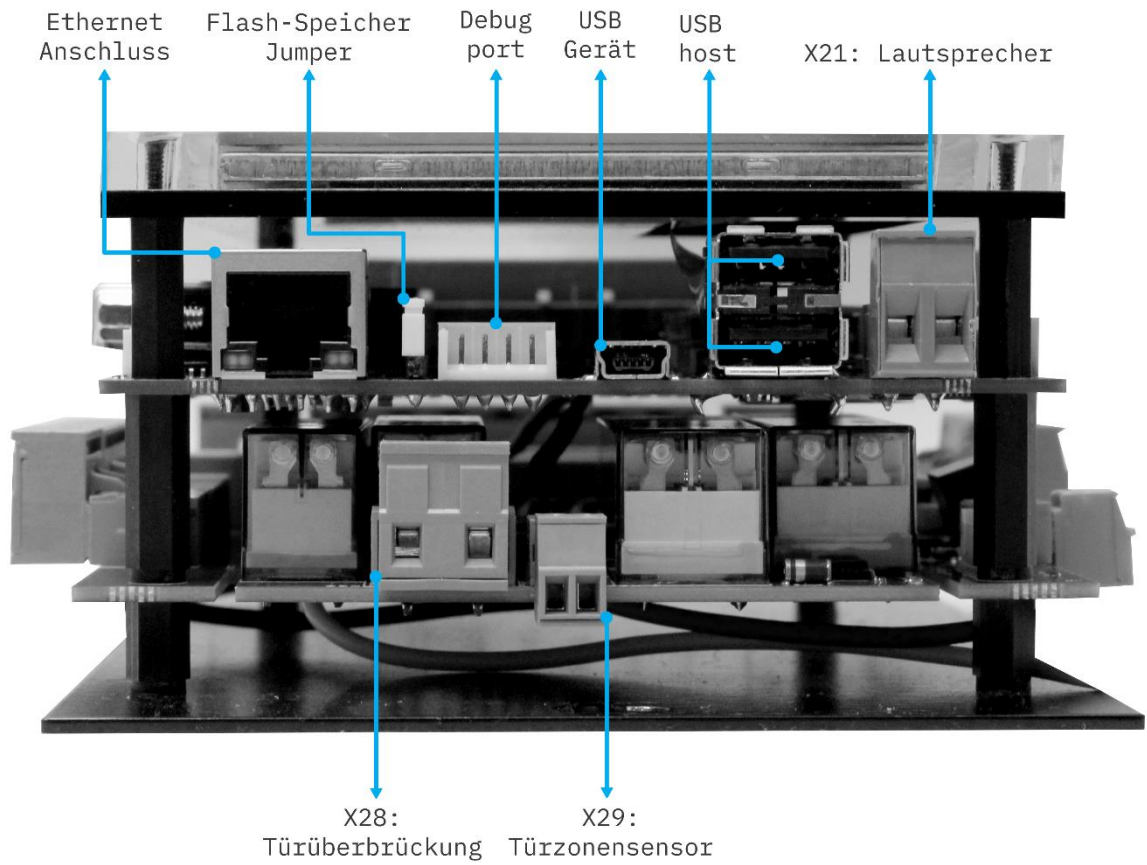 Ethernet
Anschluss
Flash-Speicher
Jumper
Debug
port
USB
Gerät
USB
host
X21: Lautsprecher
X28:
Türüberbrückung
X29:
Türzonensensor